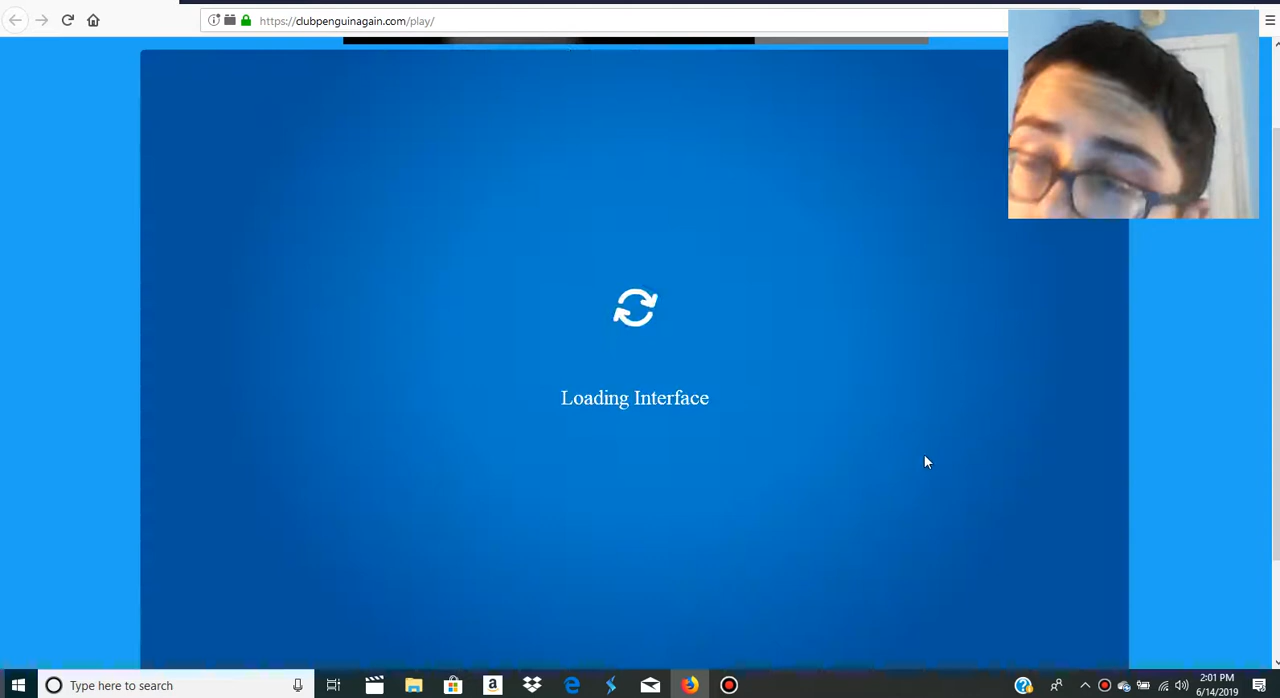 https://clubpenguinagain.com/play/
Loading Interface
Type here to search
2:01 PM
6/14/2019